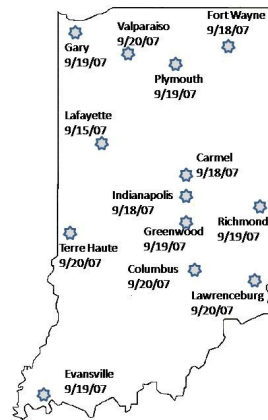 Fort Wayne
9/18/07
Valparaiso
9/20/07
Gary
9/19/07
Plymouth
9/19/07
Lafayette
9/15/07
Carmel
9/18/07
Indianapolis
9/18/07
Richmond
9/19/07
Greenwood
9/19/07
Terre Haute
9/20/07
Columbus
9/20/07
Lawrenceburg
9/20/07
Evansville
9/19/07